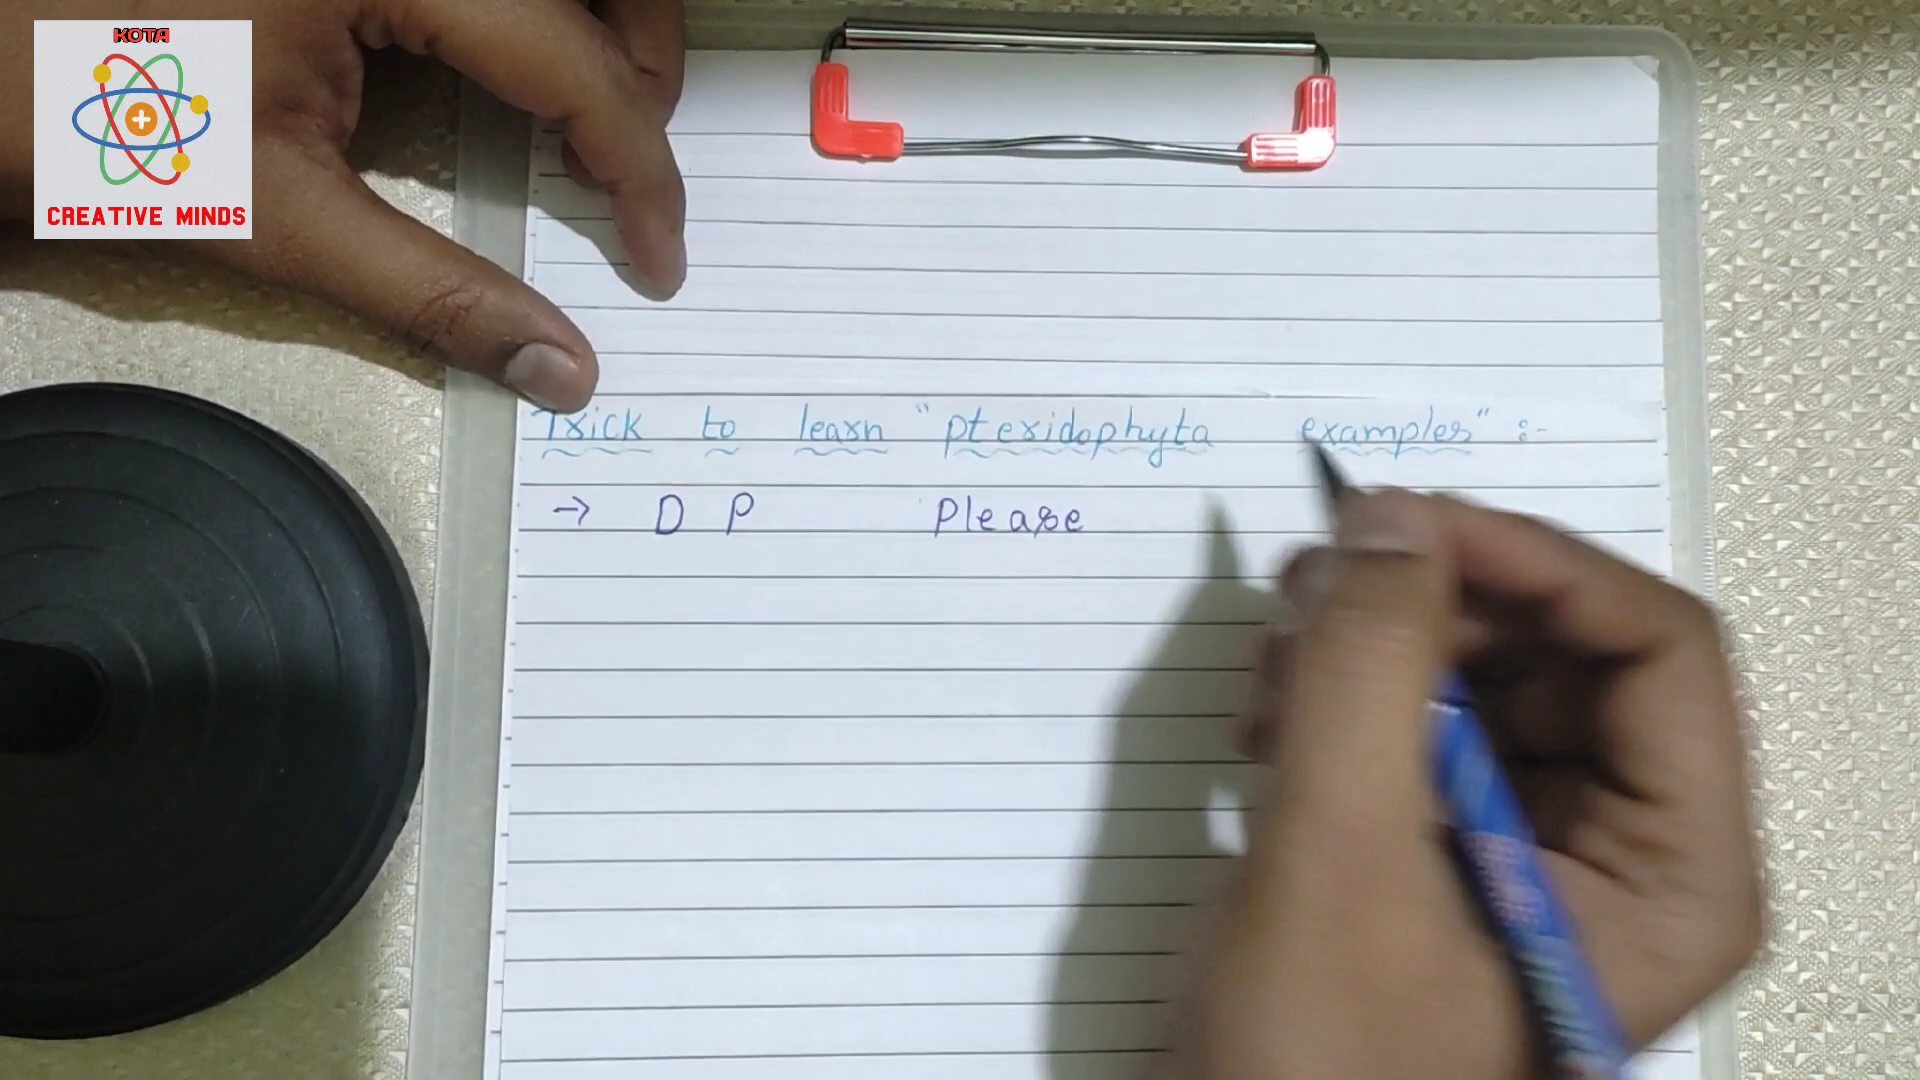 KOTA
CREATIVE MINDS
Trick to learn "pteridophyta examples" :-
→ D P Please